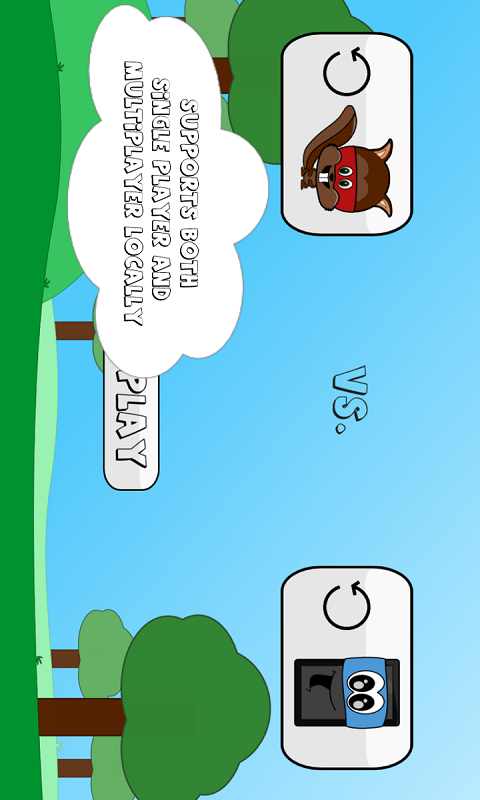 SUPPORTS BOTH
SINGLE PLAYER AND
MULTIPLAYER LOCALLY
VS.
PLAY